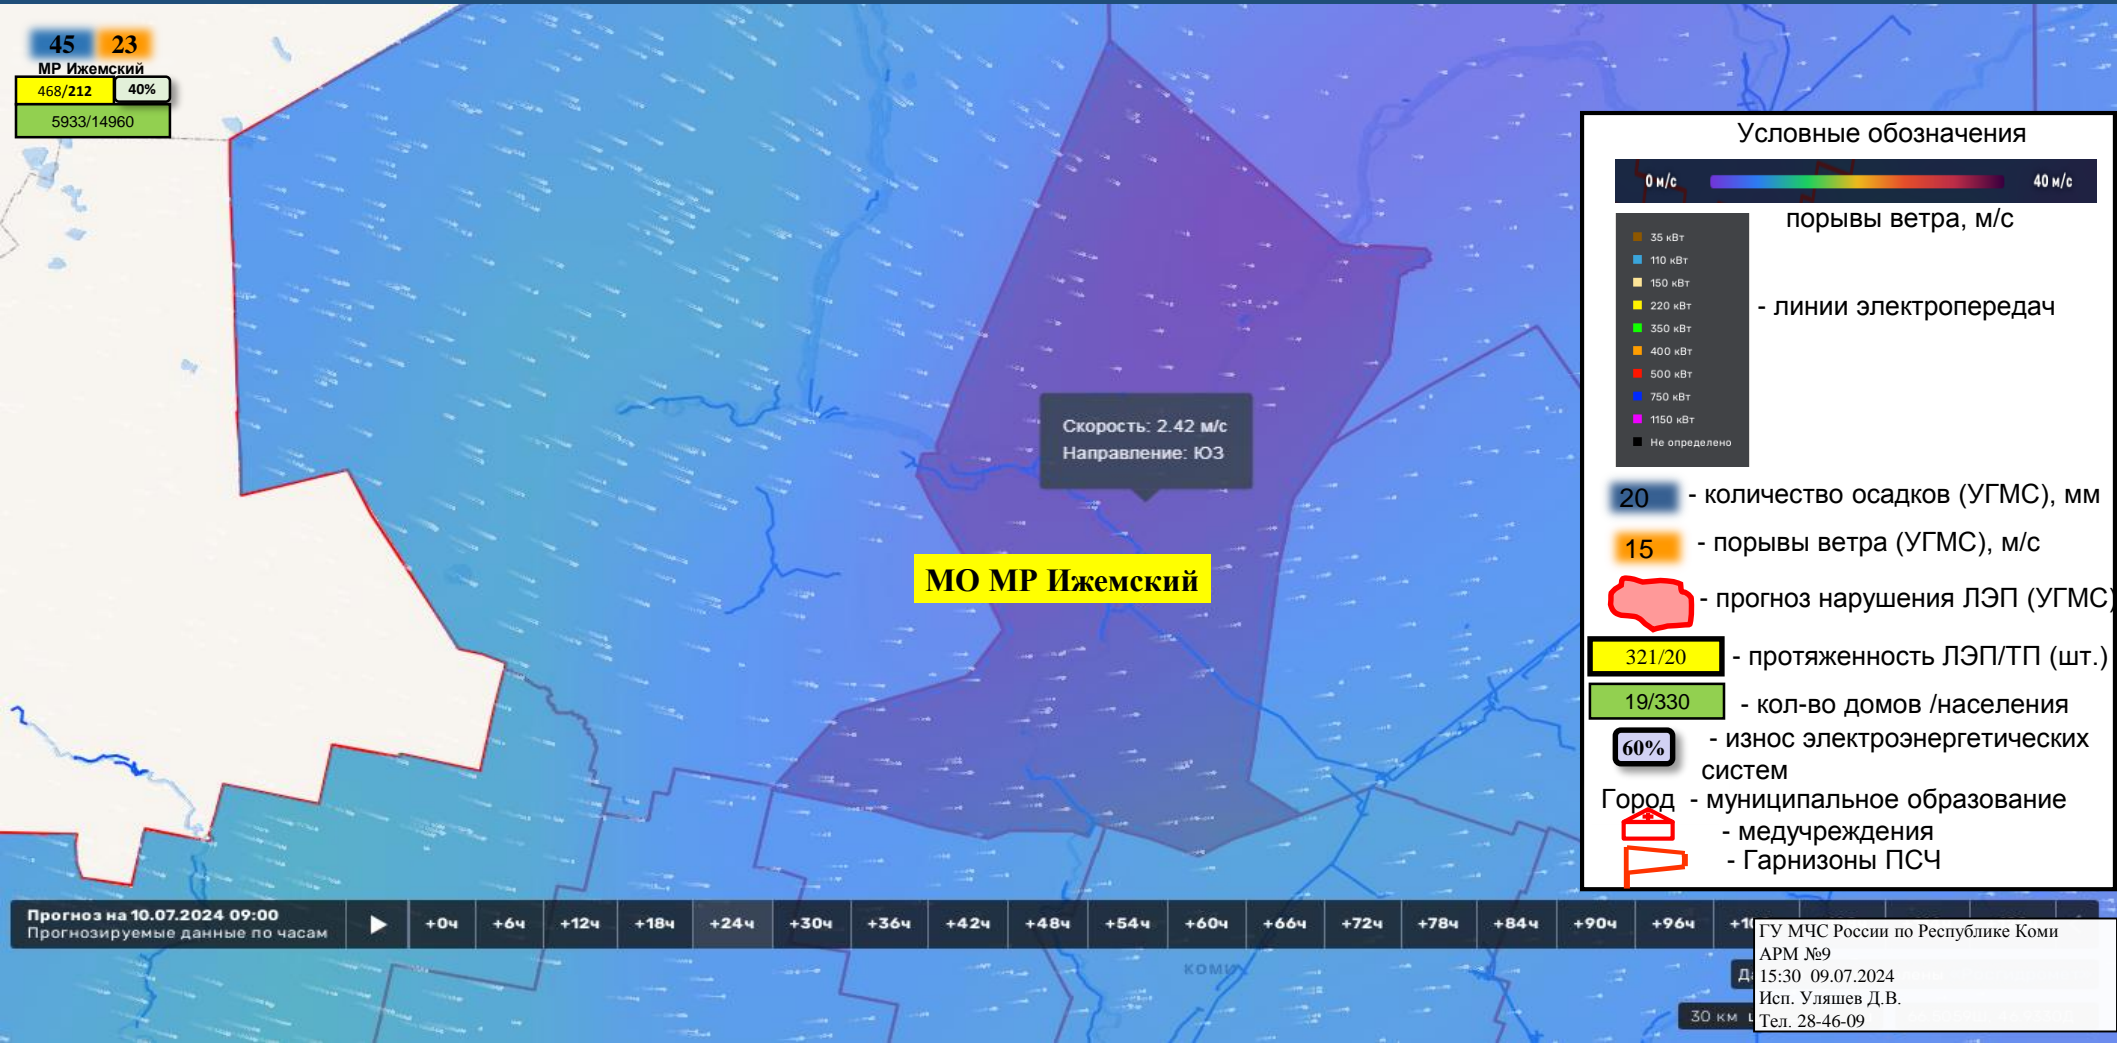 45 23
МР Ижемский
468/212 40%
5933/14960
Скорость: 2.42 м/с
Направление: ЮЗ
МО МР Ижемский
Условные обозначения
0 м/с 40 м/с
порывы ветра, м/с
35 кВт
110 кВт
150 кВт
220 кВт
350 кВт
400 кВт
500 кВт
750 кВт
1150 кВт
Не определено
- линии электропередач
20 - количество осадков (УГМС), мм
15 - порывы ветра (УГМС), м/с
- прогноз нарушения ЛЭП (УГМС)
321/20 - протяженность ЛЭП/ТП (шт.)
19/330 - кол-во домов /населения
60% - износ электроэнергетических
систем
Город - муниципальное образование
- медучреждения
- Гарнизоны ПСЧ
Прогноз на 10.07.2024 09:00
Прогнозируемые данные по часам
+0ч +6ч +12ч +18ч +24ч +30ч +36ч +42ч +48ч +54ч +60ч +66ч +72ч +78ч +84ч +90ч +96ч
КОМИ
30 км
ГУ МЧС России по Республике Коми
АРМ №9
15:30 09.07.2024
Исп. Уляшев Д.В.
Тел. 28-46-09